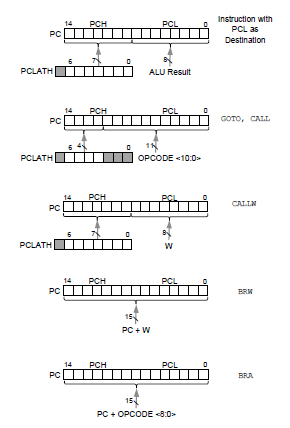 14 PCH PCL 0
PC
Instruction with
PCL as
Destination
6 7 0 8
PCLATH
ALU Result
14 PCH PCL 0
PC
GOTO, CALL
6 4 0 11
PCLATH
OPCODE <10:0>
14 PCH PCL 0
PC
CALLW
6 7 0 8
PCLATH
W
14 PCH PCL 0
PC
BRW
15
PC + W
14 PCH PCL 0
PC
BRA
15
PC + OPCODE <8:0>